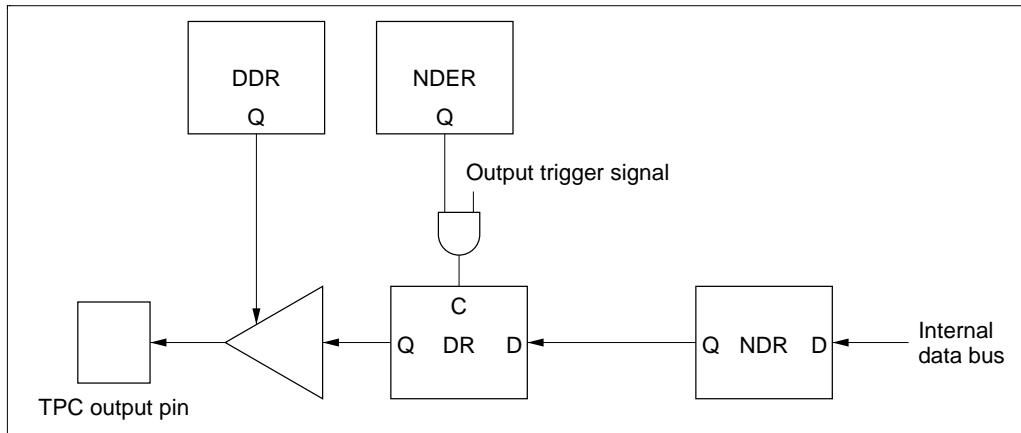 DDR
Q
NDER
Q
Output trigger signal
C
Q DR D
Q NDR D
Internal
data bus
TPC output pin